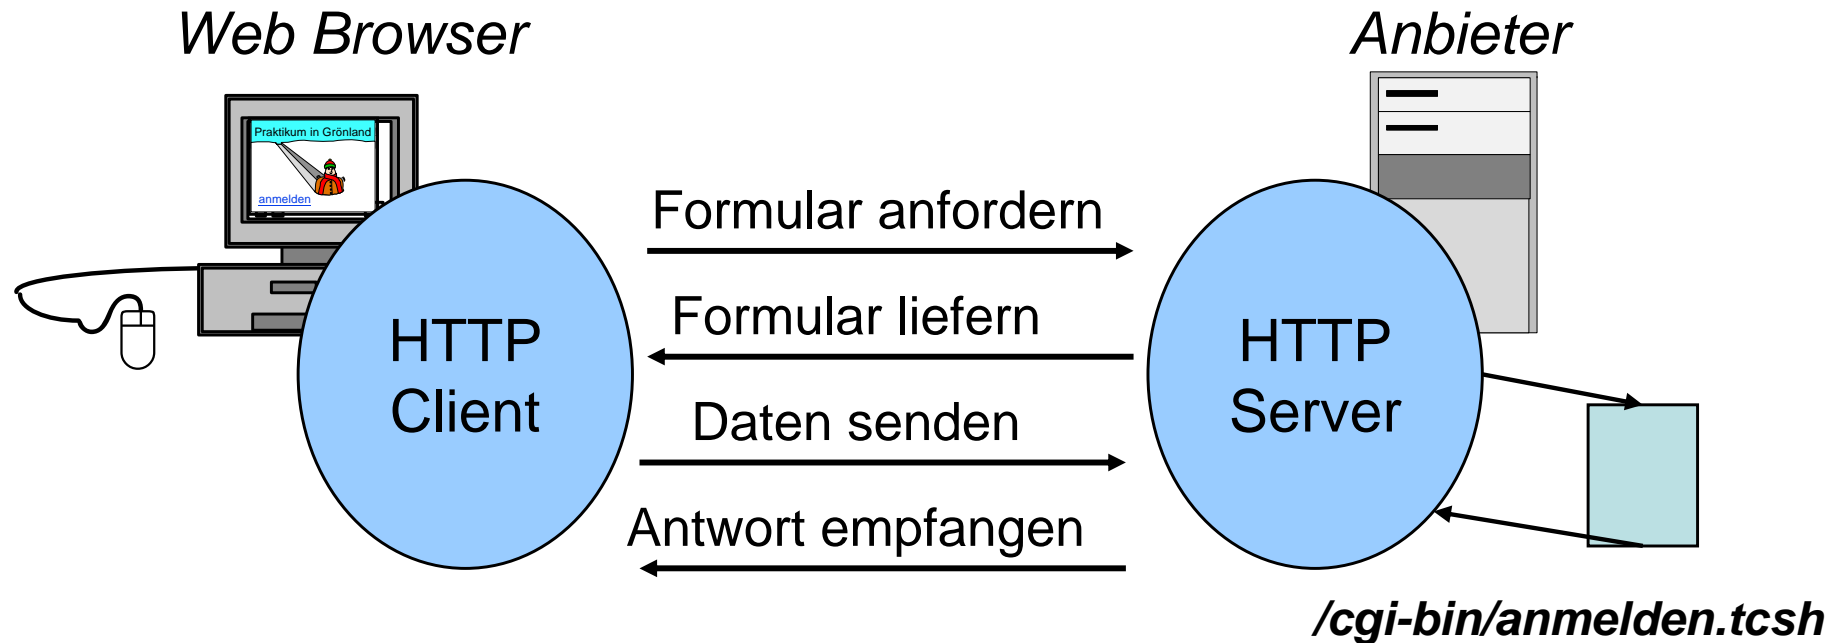 Web Browser
Anbieter
Praktikum in Grönland
anmelden
Formular anfordern
Formular liefern
HTTP
Client
HTTP
Server
Daten senden
Antwort empfangen
/cgi-bin/anmelden.tcsh